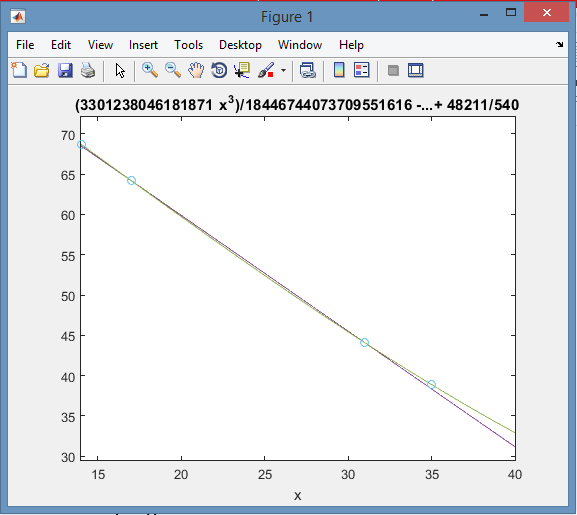 Figure 1
File Edit View Insert Tools Desktop Window Help
(3301238046181871 x³)/18446744073709551616 -...+ 48211/540
70
65
60
55
50
45
40
35
30
15 20 25 30 35 40
x